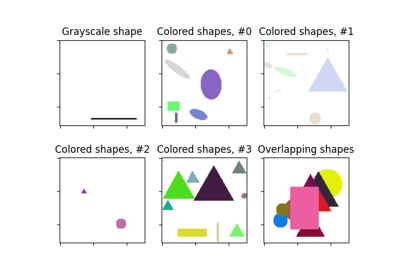 Grayscale shape
Colored shapes, #0
Colored shapes, #1
Colored shapes, #2
Colored shapes, #3
Overlapping shapes